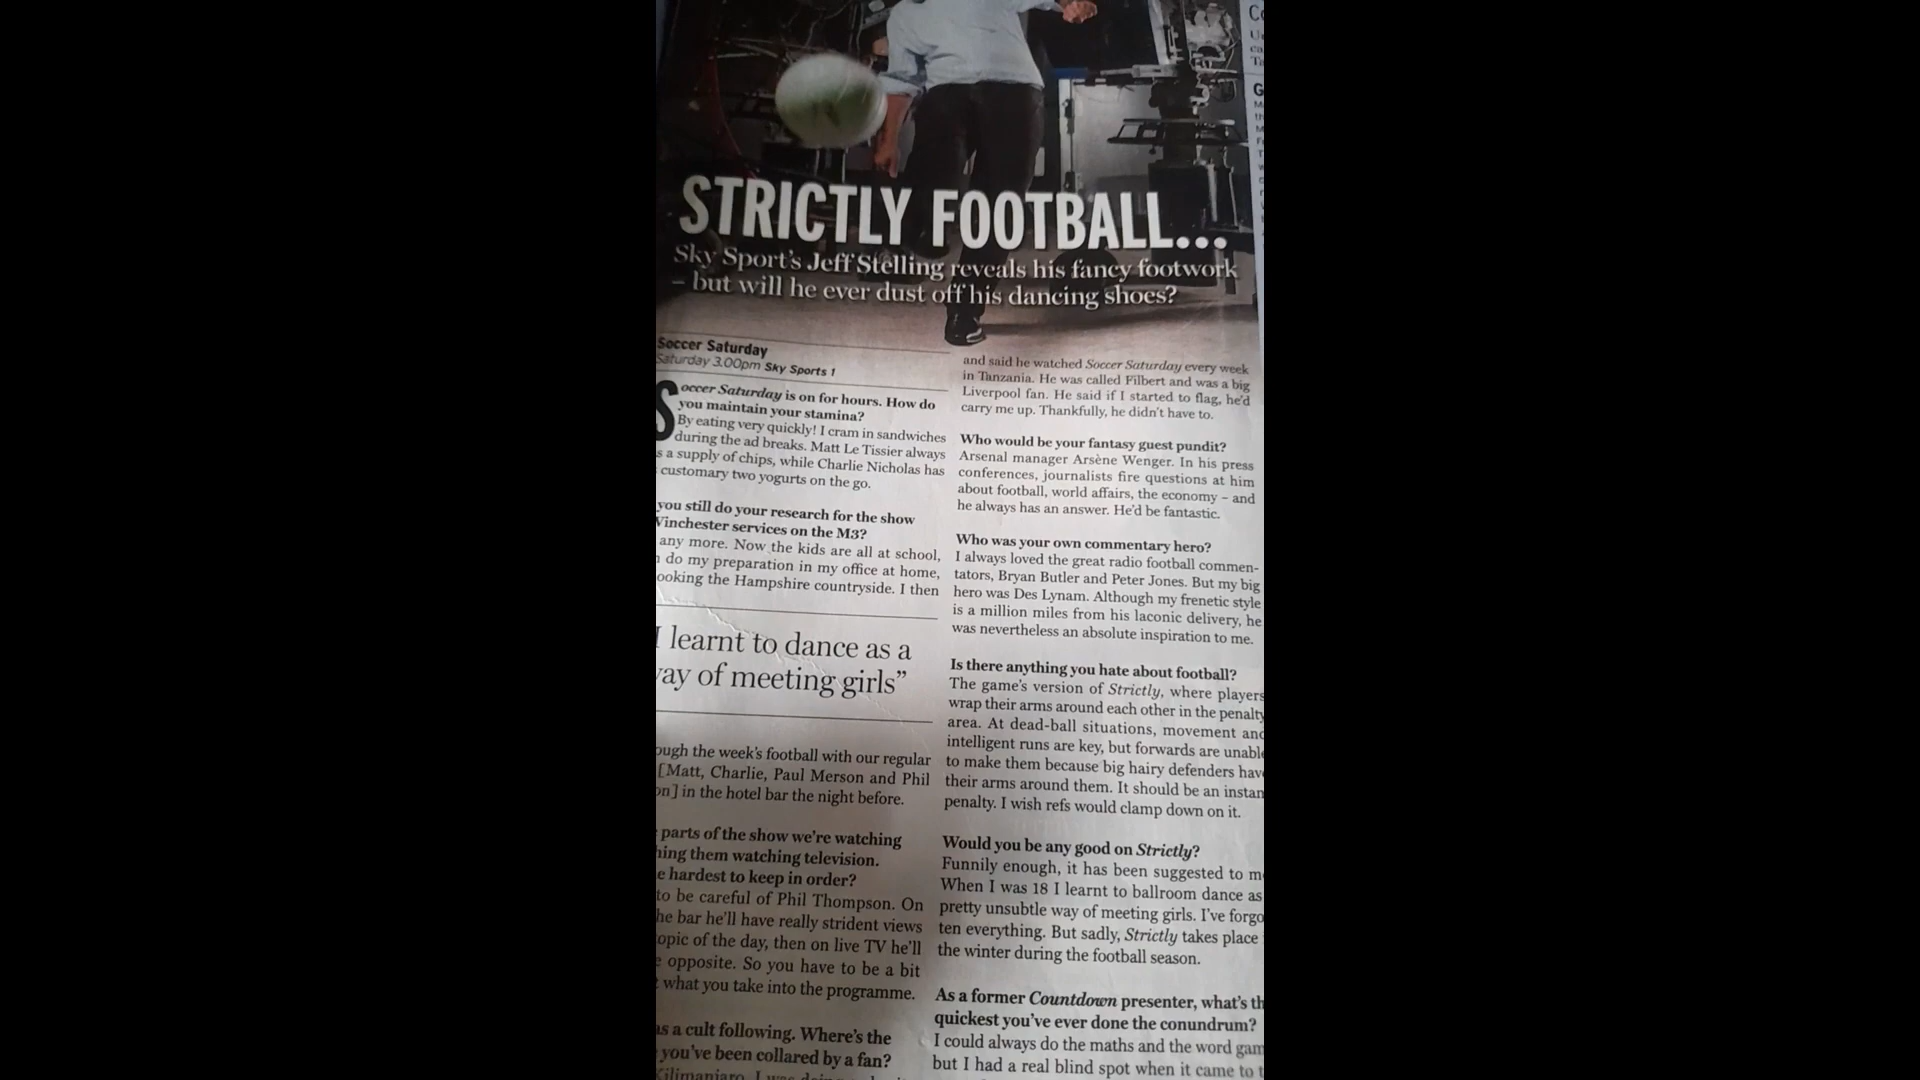 STRICTLY FOOTBALL...
Sky Sport's Jeff Stelling reveals his fancy footwork
– but will he ever dust off his dancing shoes?
Soccer Saturday
Saturday 3.00pm Sky Sports 1
Soccer Saturday is on for hours. How do
you maintain your stamina?
By eating very quickly! I cram in sandwiches
during the ad breaks. Matt Le Tissier always
s a supply of chips, while Charlie Nicholas has
customary two yogurts on the go.
you still do your research for the show
Winchester services on the M3?
any more. Now the kids are all at school,
do my preparation in my office at home,
ooking the Hampshire countryside. I then
I learnt to dance as a
way of meeting girls”
ough the week's football with our regular
[Matt, Charlie, Paul Merson and Phil
on] in the hotel bar the night before.
parts of the show we're watching
hing them watching television.
e hardest to keep in order?
to be careful of Phil Thompson. On
he bar he'll have really strident views
opic of the day, then on live TV he'll
e opposite. So you have to be a bit
what you take into the programme.
as a cult following. Where's the
you've been collared by a fan?
Kilimanjaro. I was
and said he watched Soccer Saturday every week
in Tanzania. He was called Filbert and was a big
Liverpool fan. He said if I started to flag, he'd
carry me up. Thankfully, he didn't have to.
Who would be your fantasy guest pundit?
Arsenal manager Arsène Wenger. In his press
conferences, journalists fire questions at him
about football, world affairs, the economy – and
he always has an answer. He'd be fantastic.
Who was your own commentary hero?
I always loved the great radio football commen-
tators, Bryan Butler and Peter Jones. But my big
hero was Des Lynam. Although my frenetic style
is a million miles from his laconic delivery, he
was nevertheless an absolute inspiration to me.
Is there anything you hate about football?
The game's version of Strictly, where players
wrap their arms around each other in the penalty
area. At dead-ball situations, movement and
intelligent runs are key, but forwards are unable
to make them because big hairy defenders have
their arms around them. It should be an instan
penalty. I wish refs would clamp down on it.
Would you be any good on Strictly?
Funnily enough, it has been suggested to m
When I was 18 I learnt to ballroom dance as
pretty unsubtle way of meeting girls. I've forgo
ten everything. But sadly, Strictly takes place
the winter during the football season.
As a former Countdown presenter, what's th
quickest you've ever done the conundrum?
I could always do the maths and the word gam
but I had a real blind spot when it came to t